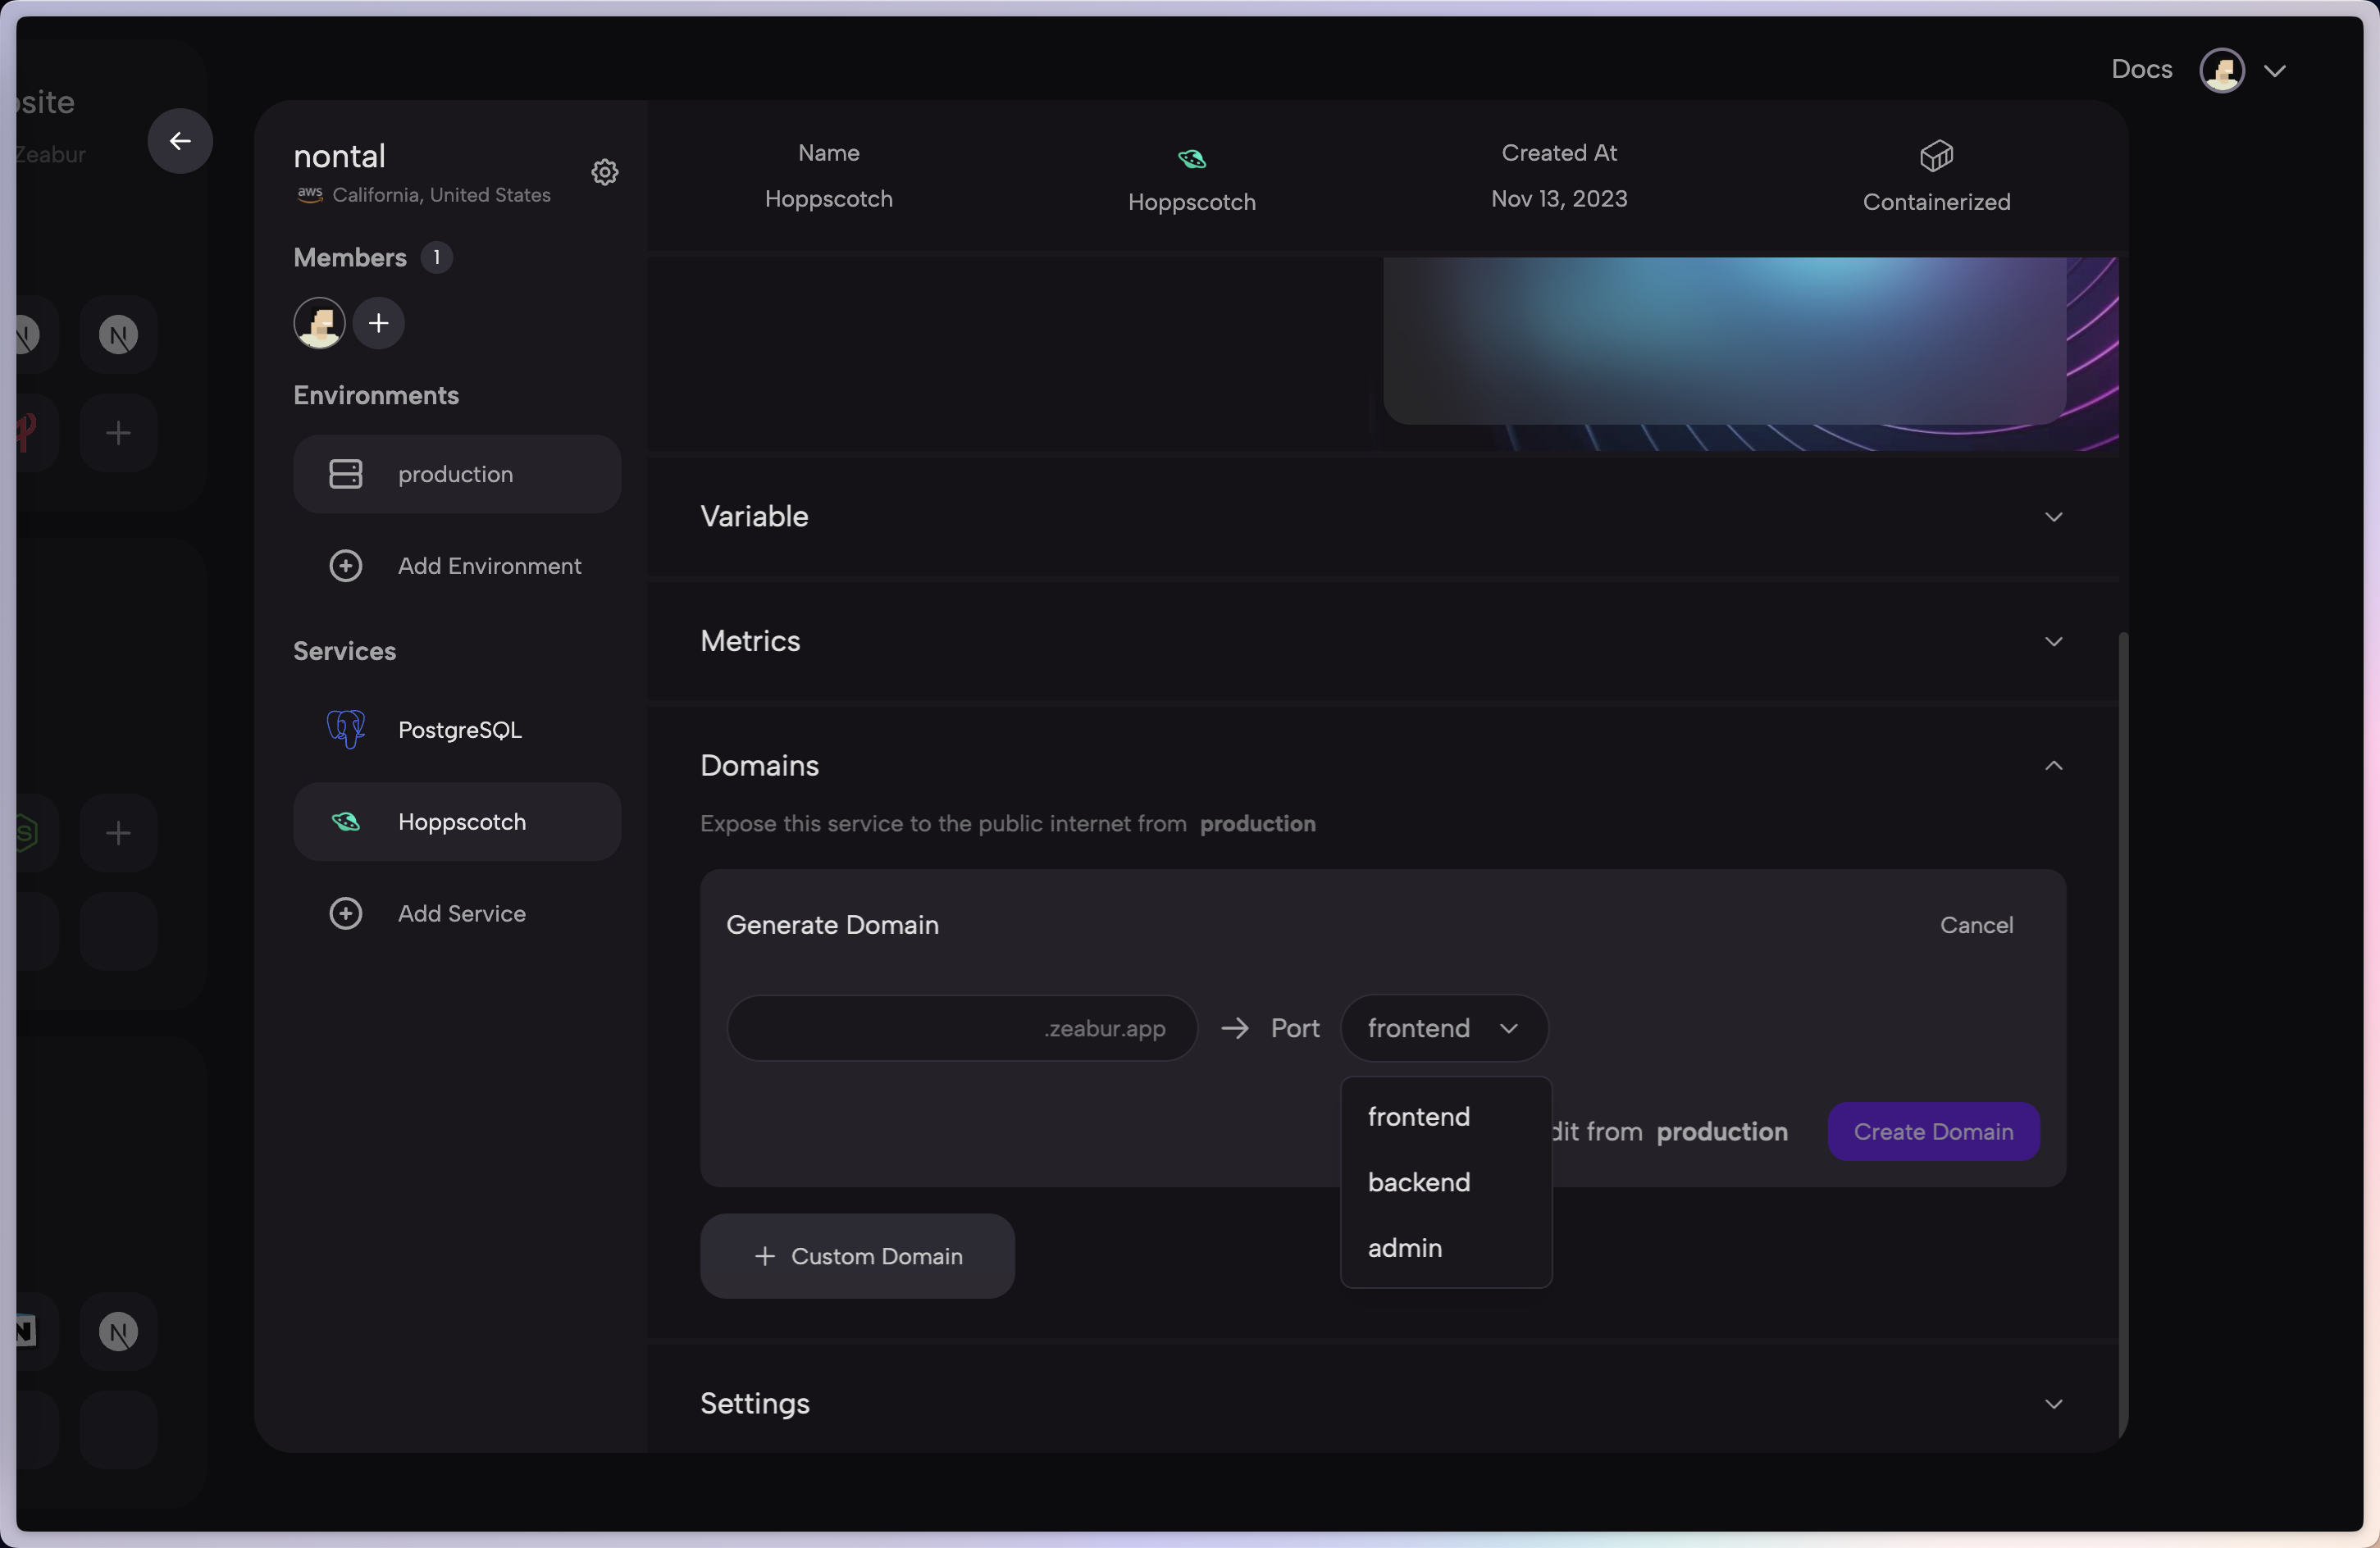 Docs
site
Zeabur
nontal
aws California, United States
Members 1
Environments
production
Add Environment
Services
PostgreSQL
Hoppscotch
Add Service
Name
Hoppscotch
Hoppscotch
Created At
Nov 13, 2023
Containerized
Variable
Metrics
Domains
Expose this service to the public internet from production
Generate Domain
Cancel
.zeabur.app
Port
frontend
frontend
backend
admin
dit from production
Create Domain
Custom Domain
Settings